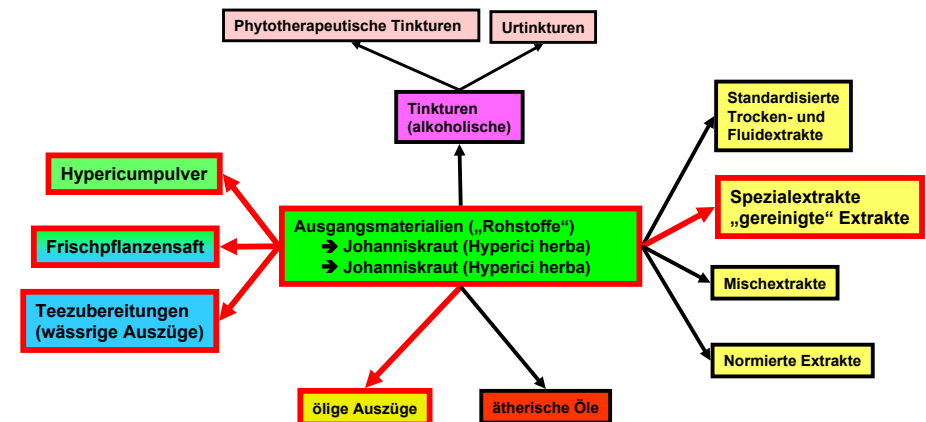 Phytotherapeutische Tinkturen
Urtinkturen
Tinkturen
(alkoholische)
Standardisierte
Trocken- und
Fluidextrakte
Hypericumpulver
Spezialextrakte
„gereinigte“ Extrakte
Ausgangsmaterialien („Rohstoffe“)
➔ Johanniskraut (Hyperici herba)
➔ Johanniskraut (Hyperici herba)
Frischpflanzensaft
Mischextrakte
Teezubereitungen
(wässrige Auszüge)
Normierte Extrakte
ölige Auszüge
ätherische Öle